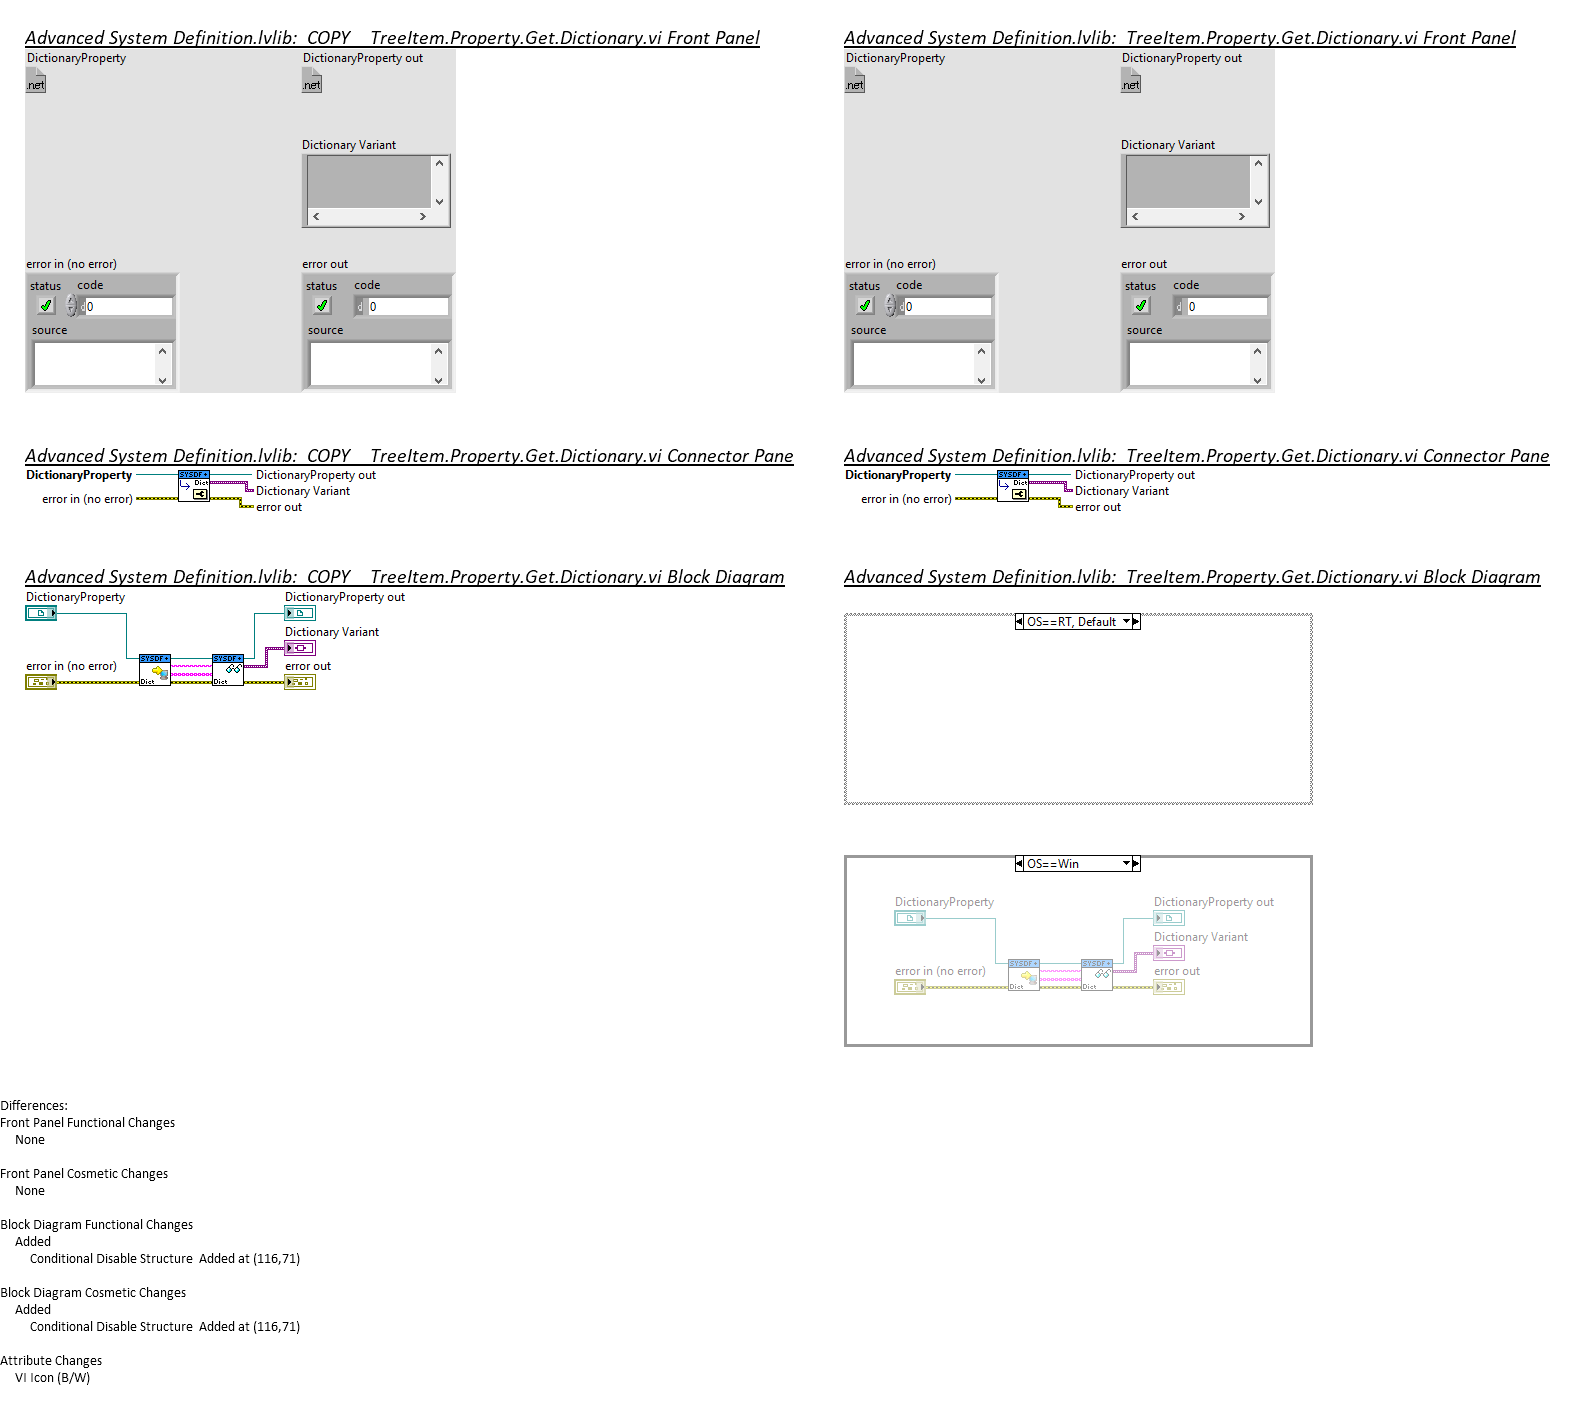 Advanced System Definition.lvlib:  COPY    TreeItem.Property.Get.Dictionary.vi Front Panel
DictionaryProperty
DictionaryProperty out
.net
.net
Dictionary Variant
error in (no error)
error out
status
code
status
code
d 0
d 0
source
source
Advanced System Definition.lvlib:  TreeItem.Property.Get.Dictionary.vi Front Panel
DictionaryProperty
DictionaryProperty out
.net
.net
Dictionary Variant
error in (no error)
error out
status
code
status
code
d 0
d 0
source
source
Advanced System Definition.lvlib:  COPY    TreeItem.Property.Get.Dictionary.vi Connector Pane
DictionaryProperty
SYSDF
Dict
DictionaryProperty out
Dictionary Variant
error in (no error)
error out
Advanced System Definition.lvlib:  TreeItem.Property.Get.Dictionary.vi Connector Pane
DictionaryProperty
SYSDF
Dict
DictionaryProperty out
Dictionary Variant
error in (no error)
error out
Advanced System Definition.lvlib:  COPY    TreeItem.Property.Get.Dictionary.vi Block Diagram
DictionaryProperty
DictionaryProperty out
Dictionary Variant
error in (no error)
SYSDF
SYSDF
error out
Dict
Dict
Advanced System Definition.lvlib:  TreeItem.Property.Get.Dictionary.vi Block Diagram
OS==RT, Default
OS==Win
DictionaryProperty
DictionaryProperty out
Dictionary Variant
error in (no error)
SYSDF
SYSDF
error out
Dict
Dict
Differences:
Front Panel Functional Changes
None
Front Panel Cosmetic Changes
None
Block Diagram Functional Changes
Added
Conditional Disable Structure  Added at (116,71)
Block Diagram Cosmetic Changes
Added
Conditional Disable Structure  Added at (116,71)
Attribute Changes
VI Icon (B/W)